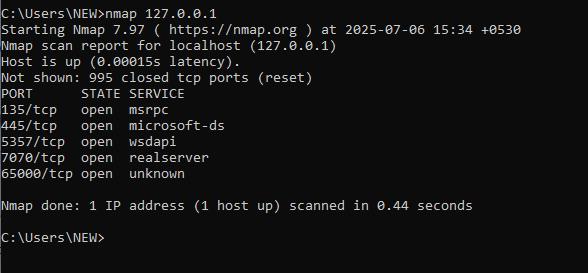 C:\Users\NEW>nmap 127.0.0.1
Starting Nmap 7.97 ( https://nmap.org ) at 2025-07-06 15:34 +0530
Nmap scan report for localhost (127.0.0.1)
Host is up (0.00015s latency).
Not shown: 995 closed tcp ports (reset)
PORT      STATE SERVICE
135/tcp   open  msrpc
445/tcp   open  microsoft-ds
5357/tcp  open  wsdapi
7070/tcp  open  realserver
65000/tcp open  unknown
Nmap done: 1 IP address (1 host up) scanned in 0.44 seconds
C:\Users\NEW>